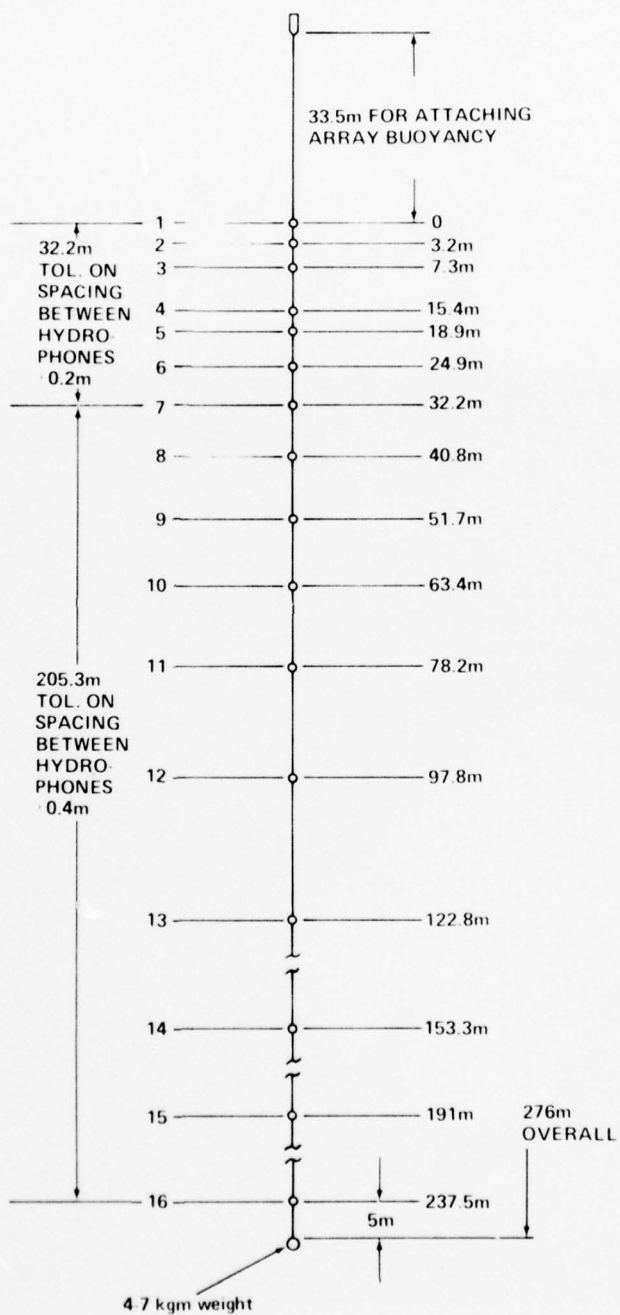 33.5m FOR ATTACHING
ARRAY BUOYANCY
1
0
32.2m
TOL. ON
SPACING
BETWEEN
HYDRO-
PHONES
0.2m
2
3.2m
3
7.3m
4
15.4m
5
18.9m
6
24.9m
7
32.2m
8
40.8m
9
51.7m
10
63.4m
11
78.2m
205.3m
TOL. ON
SPACING
BETWEEN
HYDRO-
PHONES
0.4m
12
97.8m
13
122.8m
14
153.3m
15
191m
276m
OVERALL
16
237.5m
5m
4.7 kgm weight